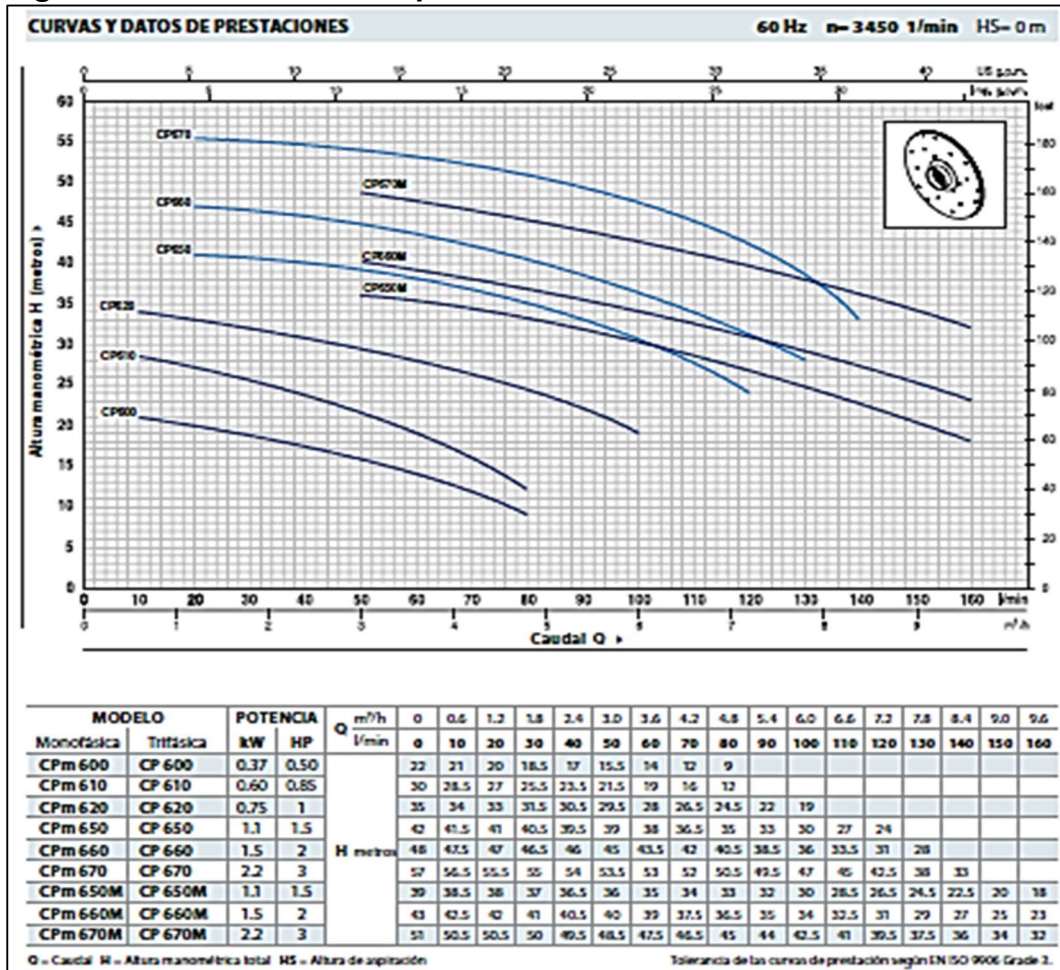 CURVAS Y DATOS DE PRESTACIONES 60 Hz n= 3450 1/min HS= 0 m
0 5 10 15 20 25 30 35 40 US g.p.m.
0 5 10 15 20 25 30 Imp. g.p.m.
60 feet
CP670
55 180
50 CP670M 160
CP660
45
CP650 140
40 CP660M
CP650M 120
35
CP620
30 100
CP610
25 80
CP600
20 60
15
10 40
5 20
0 0
Altura manométrica H (metros) ▸
0 10 20 30 40 50 60 70 80 90 100 110 120 130 140 150 160 l/min
0 1 2 3 4 5 6 7 8 9 m³/h
Caudal Q ▸
MODELO POTENCIA Q m³/h 0 0.6 1.2 1.8 2.4 3.0 3.6 4.2 4.8 5.4 6.0 6.6 7.2 7.8 8.4 9.0 9.6
Monofásica Trifásica kW HP l/min 0 10 20 30 40 50 60 70 80 90 100 110 120 130 140 150 160
CPm 600 CP 600 0.37 0.50 22 21 20 18.5 17 15.5 14 12 9
CPm 610 CP 610 0.60 0.85 30 28.5 27 25.5 23.5 21.5 19 16 12
CPm 620 CP 620 0.75 1 35 34 33 31.5 30.5 29.5 28 26.5 24.5 22 19
CPm 650 CP 650 1.1 1.5 42 41.5 41 40.5 39.5 39 38 36.5 35 33 30 27 24
CPm 660 CP 660 1.5 2 H metros 48 47.5 47 46.5 46 45 43.5 42 40.5 38.5 36 33.5 31 28
CPm 670 CP 670 2.2 3 57 56.5 55.5 55 54 53.5 53 52 50.5 49.5 47 45 42.5 38 33
CPm 650M CP 650M 1.1 1.5 39 38.5 38 37 36.5 36 35 34 33 32 30 28.5 26.5 24.5 22.5 20 18
CPm 660M CP 660M 1.5 2 43 42.5 42 41 40.5 40 39 37.5 36.5 35 34 32.5 31 29 27 25 23
CPm 670M CP 670M 2.2 3 51 50.5 50.5 50 49.5 48.5 47.5 46.5 45 44 42.5 41 39.5 37.5 36 34 32
Q = Caudal H = Altura manométrica total HS = Altura de aspiración Tolerancia de las curvas de prestación según EN ISO 9906 Grade 3.